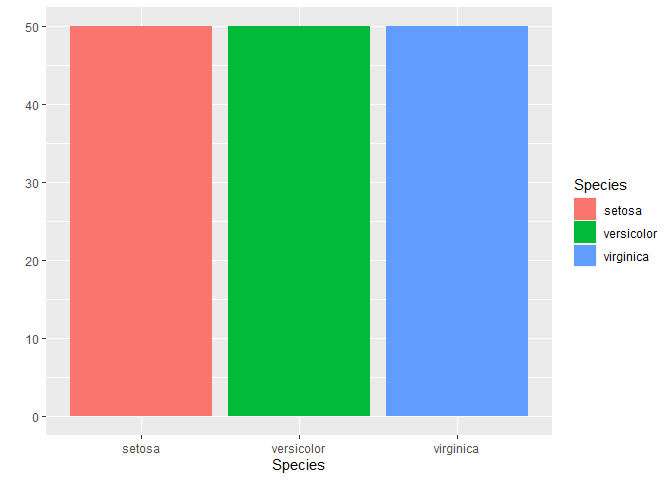 50
40
30
20
10
0
setosa
versicolor
virginica
Species
Species
setosa
versicolor
virginica